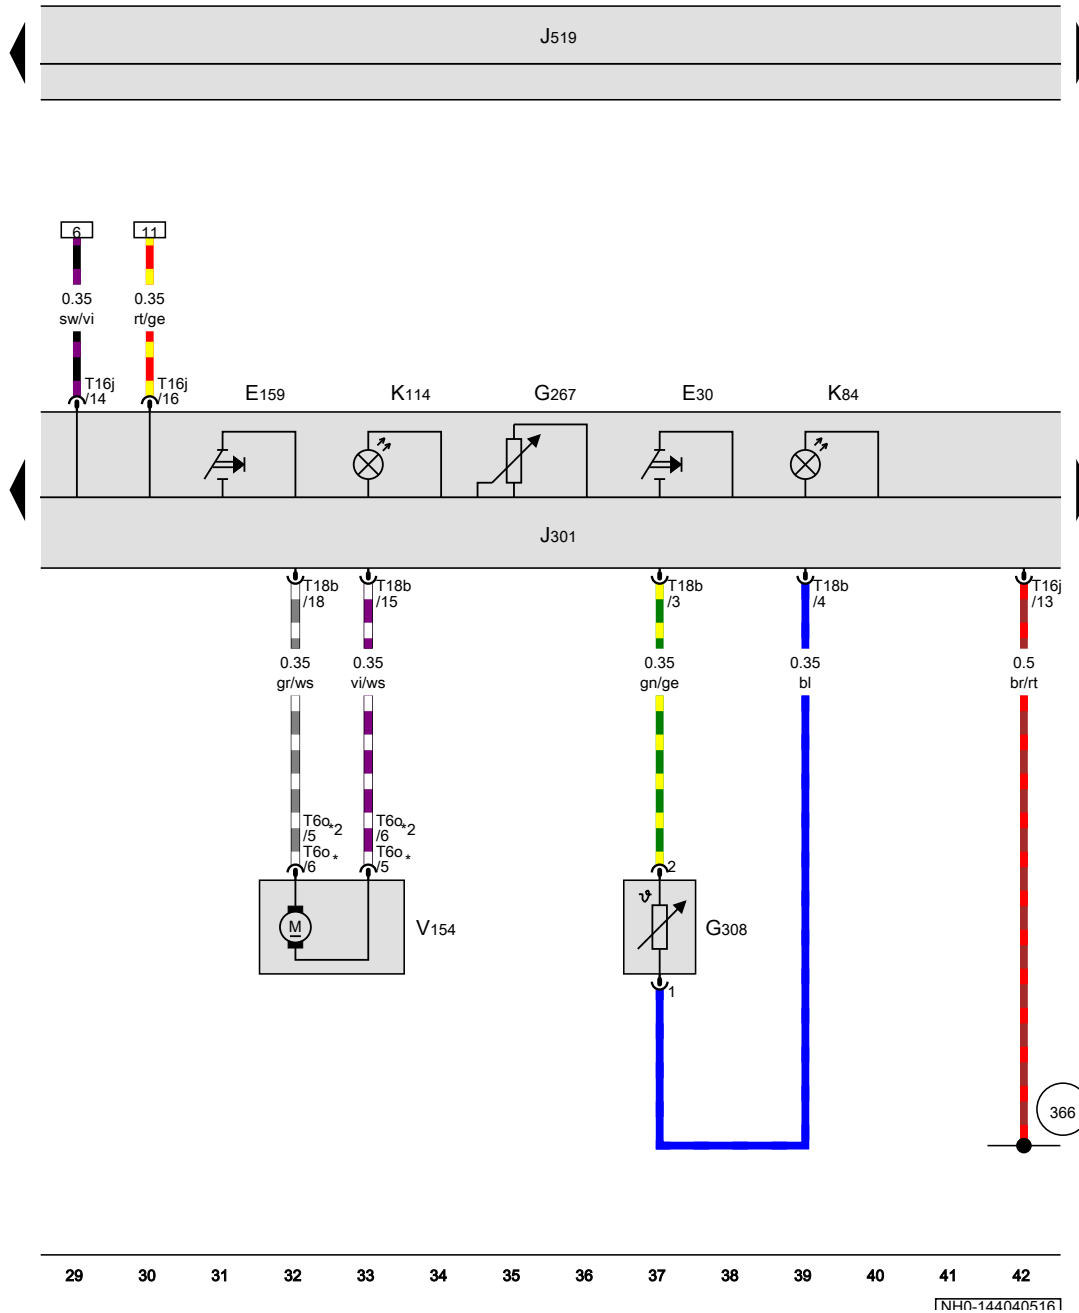 J519
6 11
0.35 0.35
sw/vi rt/ge
T16j T16j
/14 /16
E159 K114 G267 E30 K84
J301
T18b T18b T18b T18b T16j
/18 /15 /3 /4 /13
0.35 0.35 0.35 0.35 0.5
gr/ws vi/ws gn/ge bl br/rt
T6o*2 T6o*2
/5 /6
T6o* T6o*
/6 /5 2
ϑ
M V154 G308
1
366
29 30 31 32 33 34 35 36 37 38 39 40 41 42
NH0-144040516